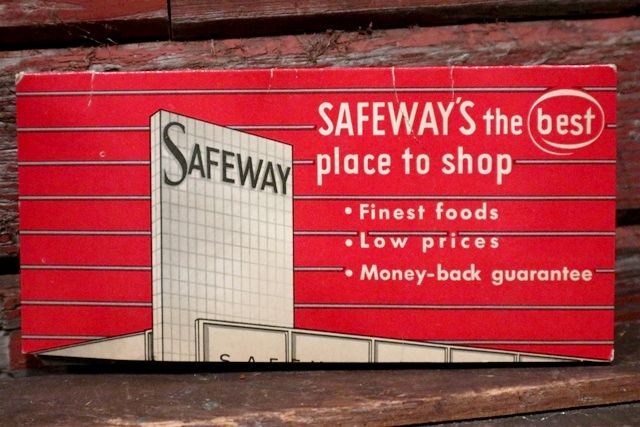 SAFEWAY
SAFEWAY'S the best
place to shop
• Finest foods
• Low prices
• Money-back guarantee